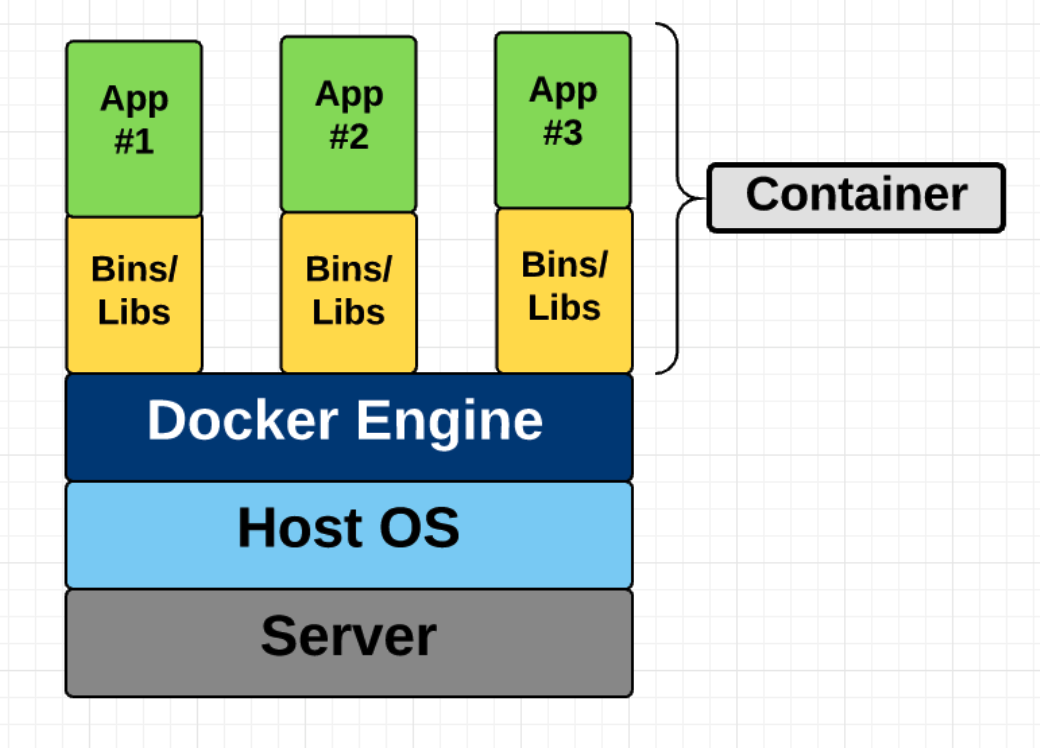 App
#1
App
#2
App
#3
Container
Bins/
Libs
Bins/
Libs
Bins/
Libs
Docker Engine
Host OS
Server